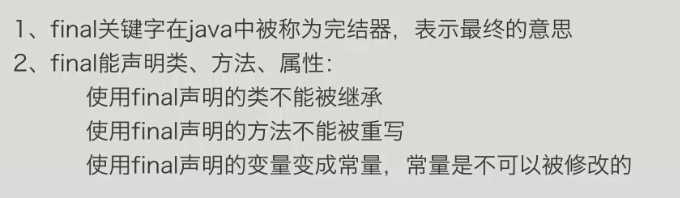 1、final关键字在java中被称为完结器，表示最终的意思
2、final能声明类、方法、属性：
使用final声明的类不能被继承
使用final声明的方法不能被重写
使用final声明的变量变成常量，常量是不可以被修改的